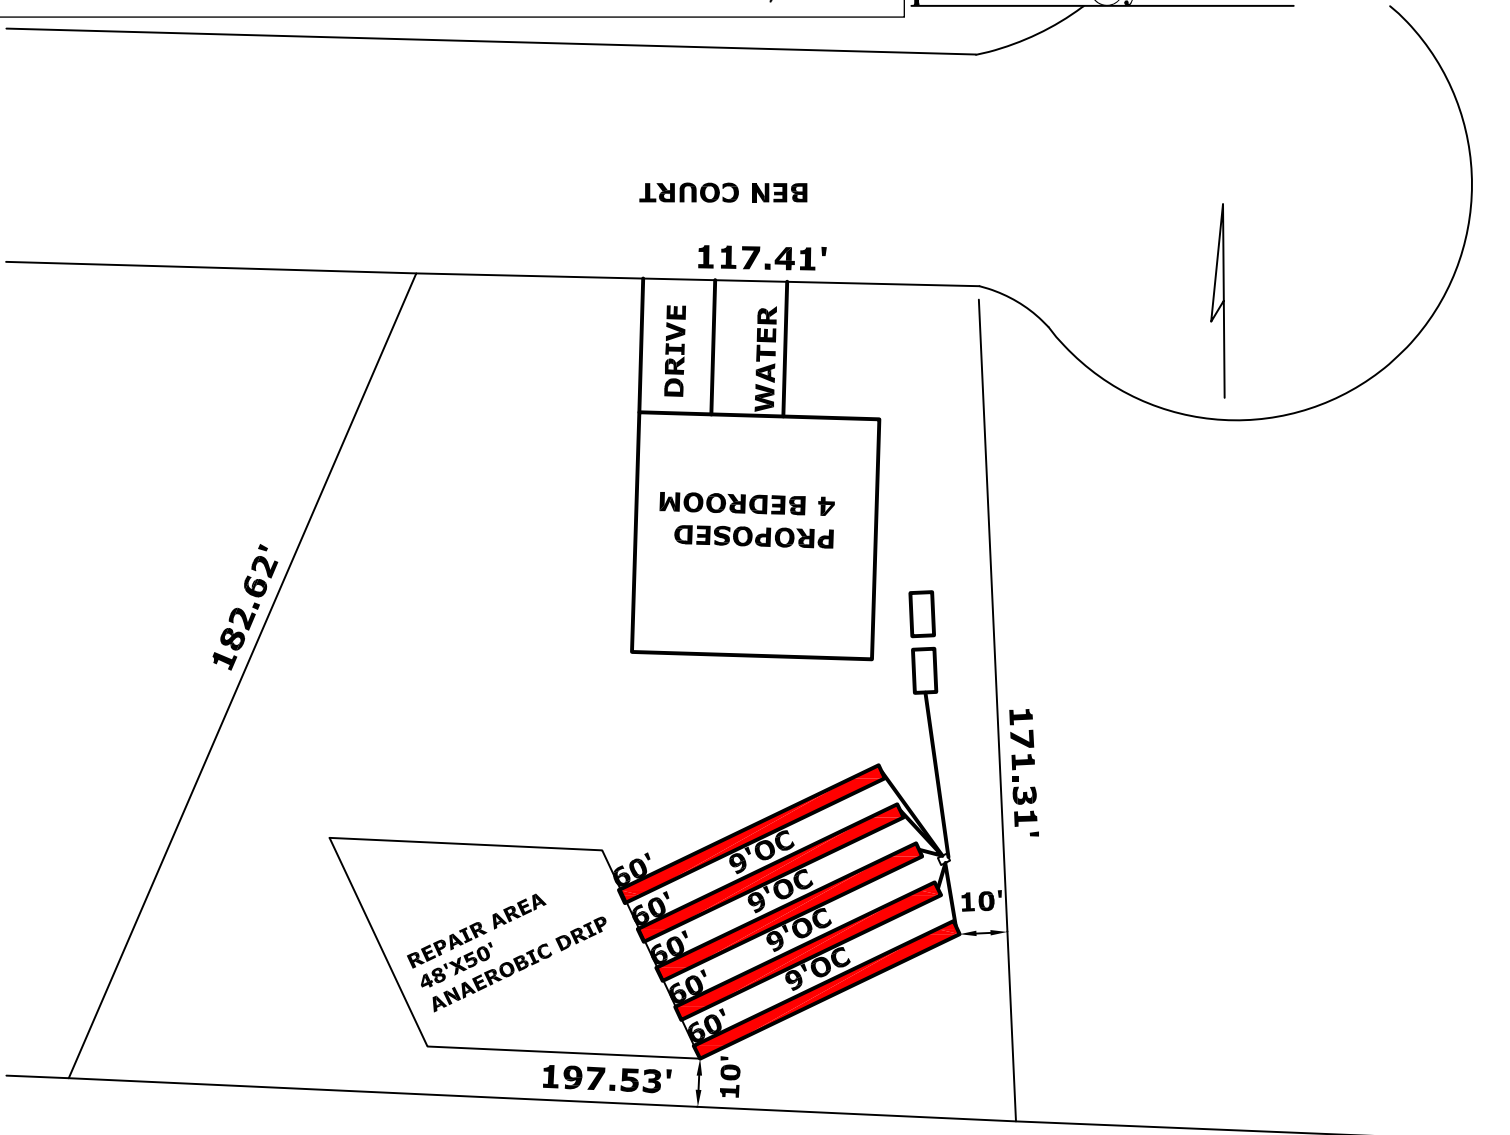 BEN COURT
117.41'
DRIVE
WATER
PROPOSED
4 BEDROOM
182.62'
171.31'
60'
9'OC
60'
9'OC
60'
9'OC
60'
9'OC
60'
10'
REPAIR AREA
48'X50'
ANAEROBIC DRIP
197.53'
10'